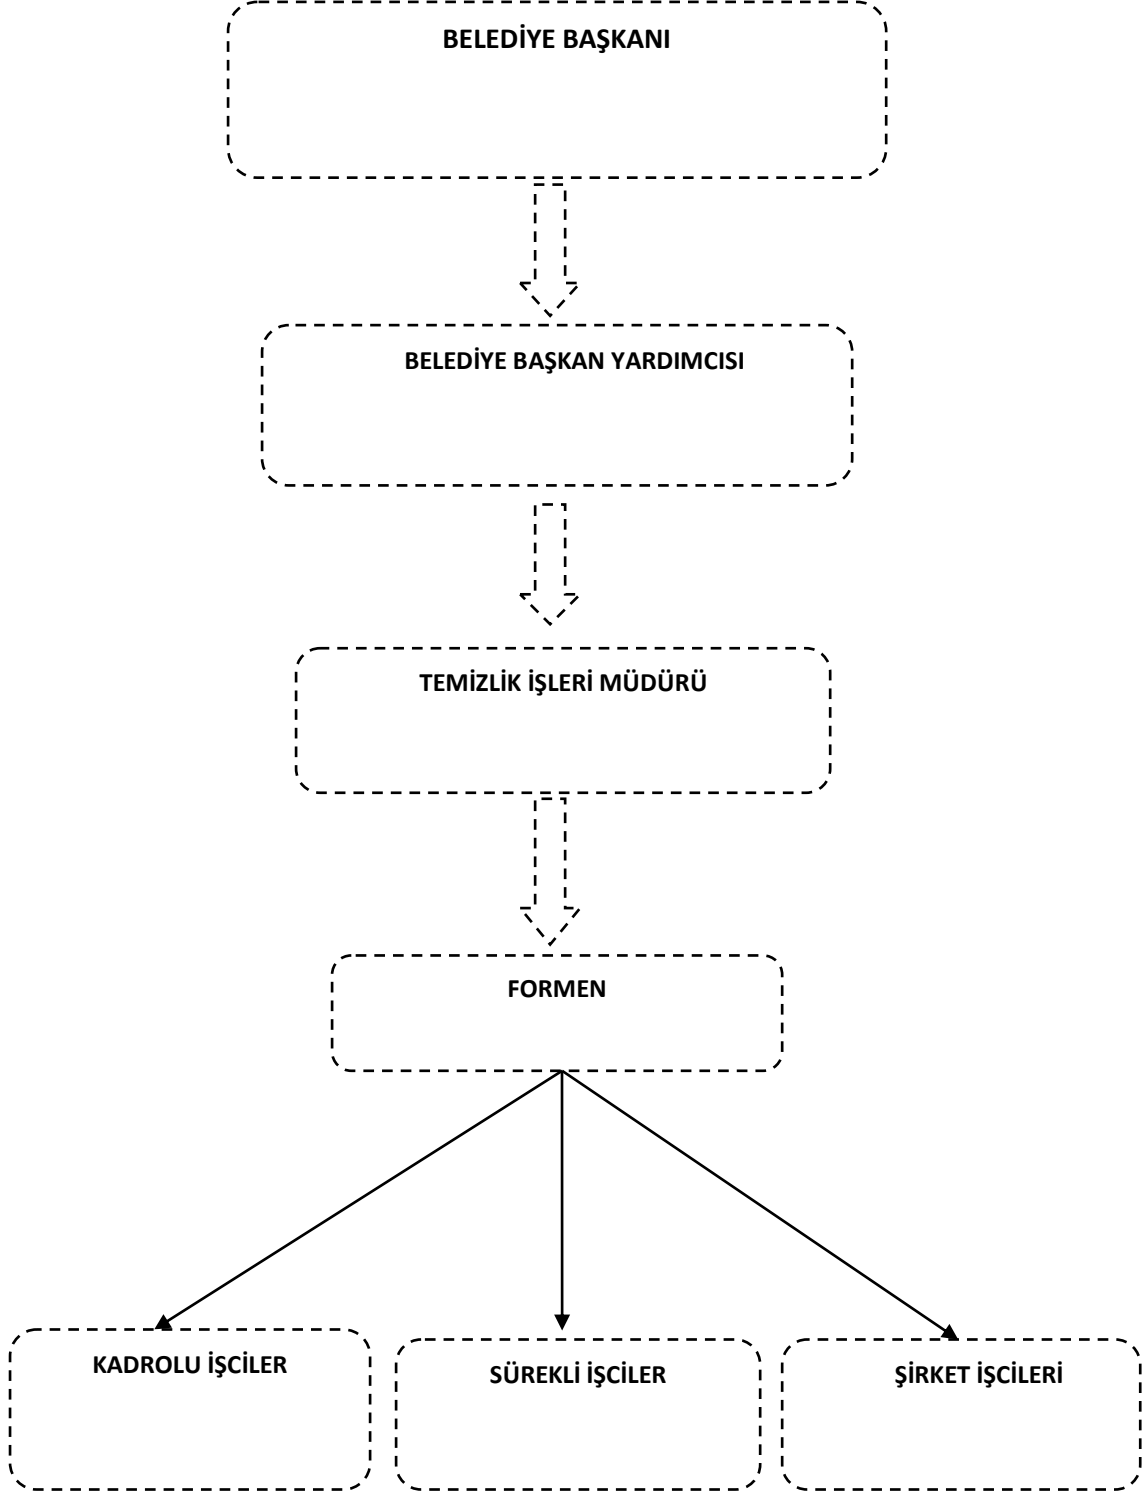 BELEDİYE BAŞKANI
BELEDİYE BAŞKAN YARDIMCISI
TEMİZLİK İŞLERİ MÜDÜRÜ
FORMEN
KADROLU İŞCİLER
SÜREKLİ İŞCİLER
ŞİRKET İŞCİLERİ